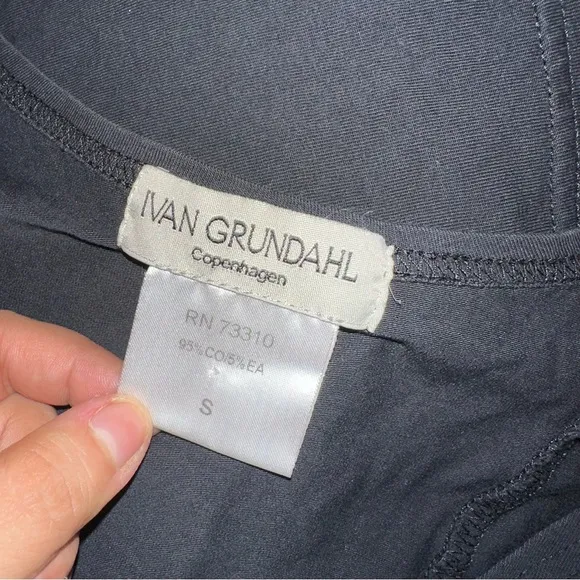 IVAN GRUNDAHL
Copenhagen
RN 73310
95%CO/5%EA
S